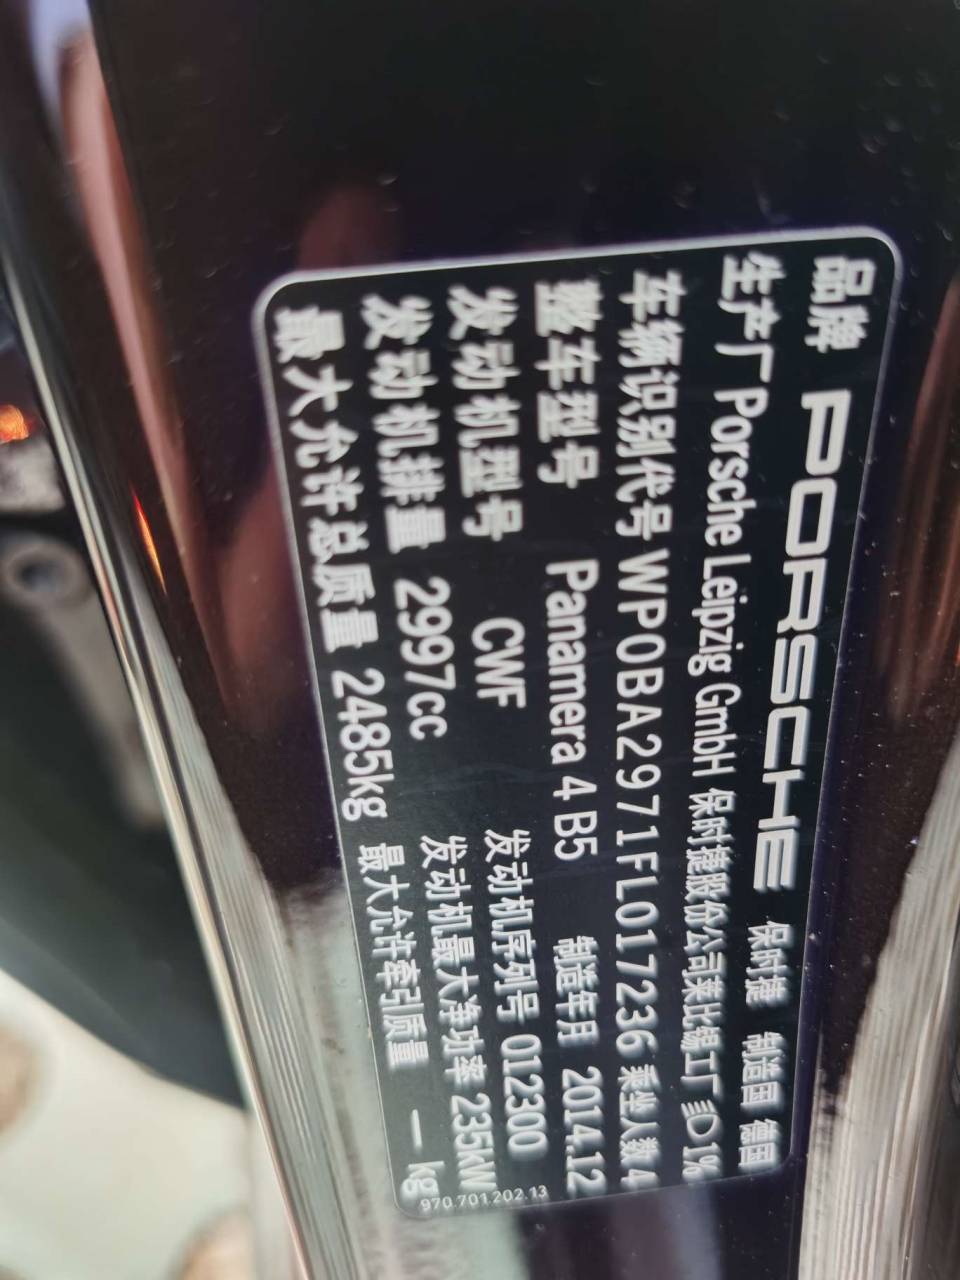 品牌 PORSCHE 保时捷 制造国 德国
生产厂 Porsche Leipzig GmbH 保时捷股份公司莱比锡工厂 1%
车辆识别代号 WP0BA2971FL017236 乘坐人数 4
整车型号 Panamera 4 B5 制造年月 2014.12
发动机型号 CWF 发动机序列号 012300
发动机排量 2997cc 发动机最大净功率 235kW
最大允许总质量 2485kg 最大允许牵引质量 — kg
970.701.202.13